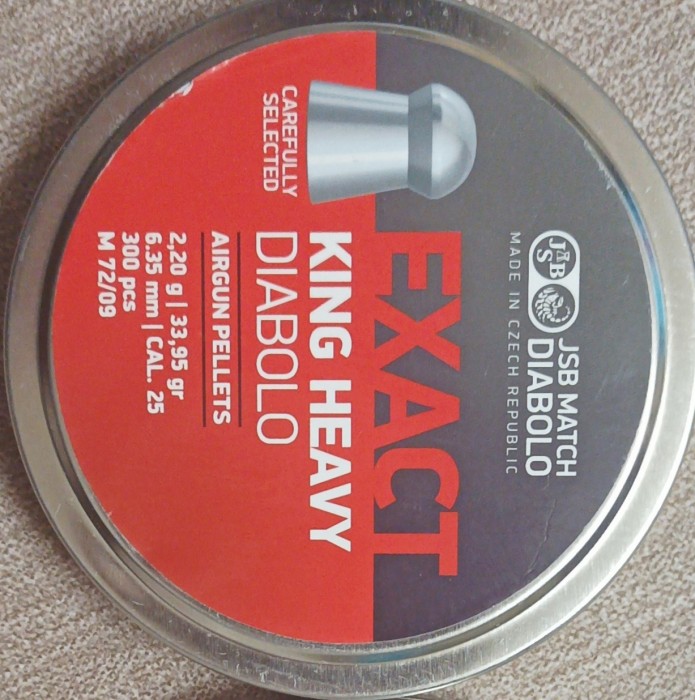 JSB
JSB MATCH
DIABOLO
MADE IN CZECH REPUBLIC
EXACT
KING HEAVY
DIABOLO
CAREFULLY
SELECTED
AIRGUN PELLETS
2,20 g | 33,95 gr
6.35 mm | CAL. 25
300 pcs
M 72/09